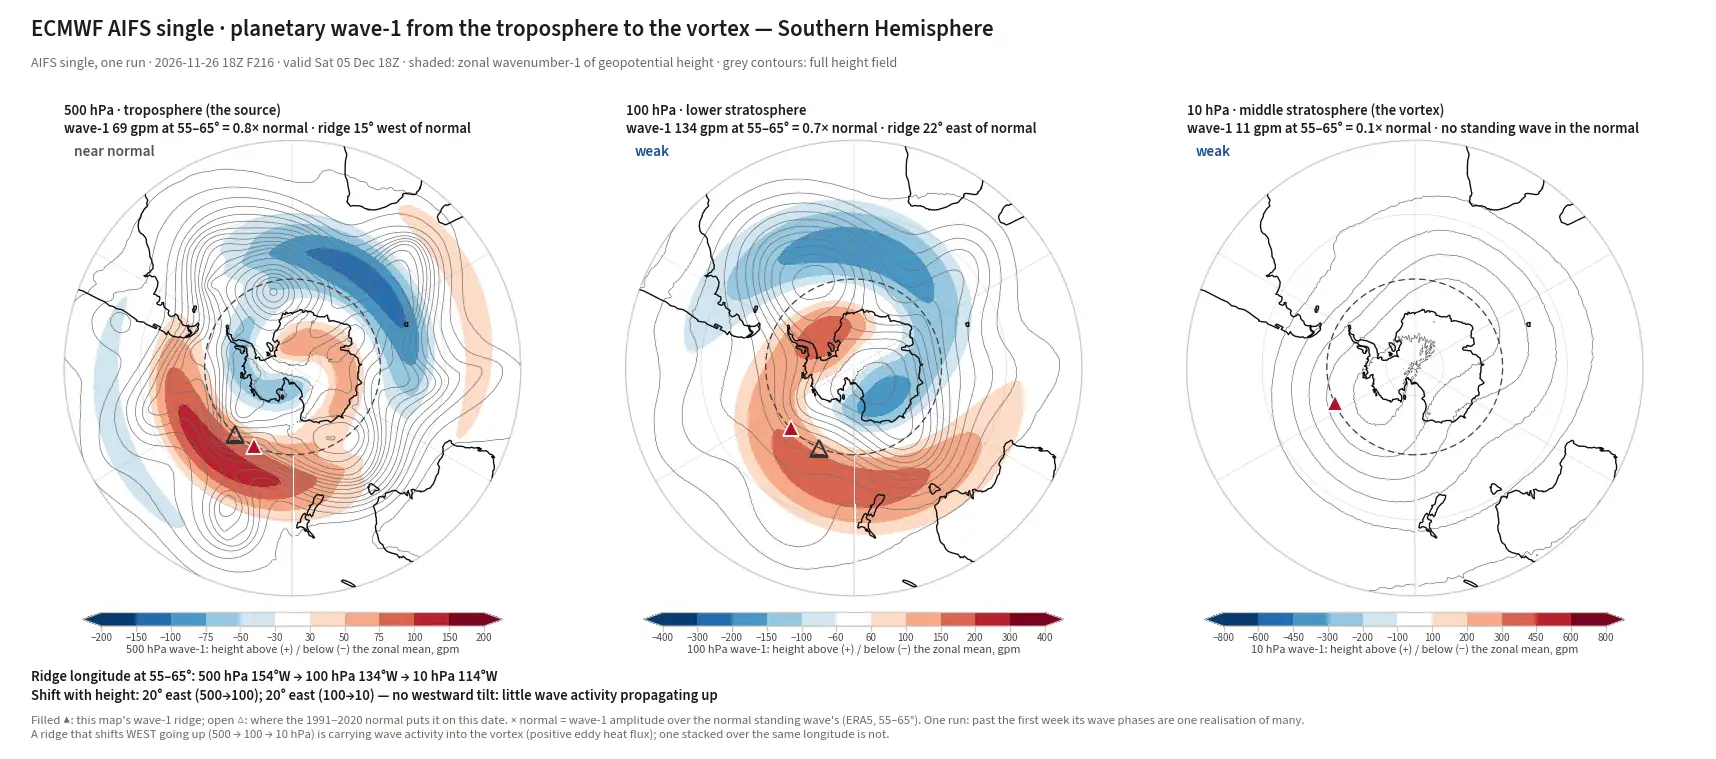 ECMWF AIFS single · planetary wave-1 from the troposphere to the vortex — Southern Hemisphere
AIFS single, one run · 2026-11-26 18Z F216 · valid Sat 05 Dec 18Z · shaded: zonal wavenumber-1 of geopotential height · grey contours: full height field
500 hPa · troposphere (the source)
wave-1 69 gpm at 55–65° = 0.8× normal · ridge 15° west of normal
near normal
100 hPa · lower stratosphere
wave-1 134 gpm at 55–65° = 0.7× normal · ridge 22° east of normal
weak
10 hPa · middle stratosphere (the vortex)
wave-1 11 gpm at 55–65° = 0.1× normal · no standing wave in the normal
weak
−200 −150 −100 −75 −50 −30 30 50 75 100 150 200
500 hPa wave-1: height above (+) / below (−) the zonal mean, gpm
−400 −300 −200 −150 −100 −60 60 100 150 200 300 400
100 hPa wave-1: height above (+) / below (−) the zonal mean, gpm
−800 −600 −450 −300 −200 −100 100 200 300 450 600 800
10 hPa wave-1: height above (+) / below (−) the zonal mean, gpm
Ridge longitude at 55–65°: 500 hPa 154°W → 100 hPa 134°W → 10 hPa 114°W
Shift with height: 20° east (500→100); 20° east (100→10) — no westward tilt: little wave activity propagating up
Filled ▲: this map's wave-1 ridge; open △: where the 1991–2020 normal puts it on this date. × normal = wave-1 amplitude over the normal standing wave's (ERA5, 55–65°). One run: past the first week its wave phases are one realisation of many.
A ridge that shifts WEST going up (500 → 100 → 10 hPa) is carrying wave activity into the vortex (positive eddy heat flux); one stacked over the same longitude is not.